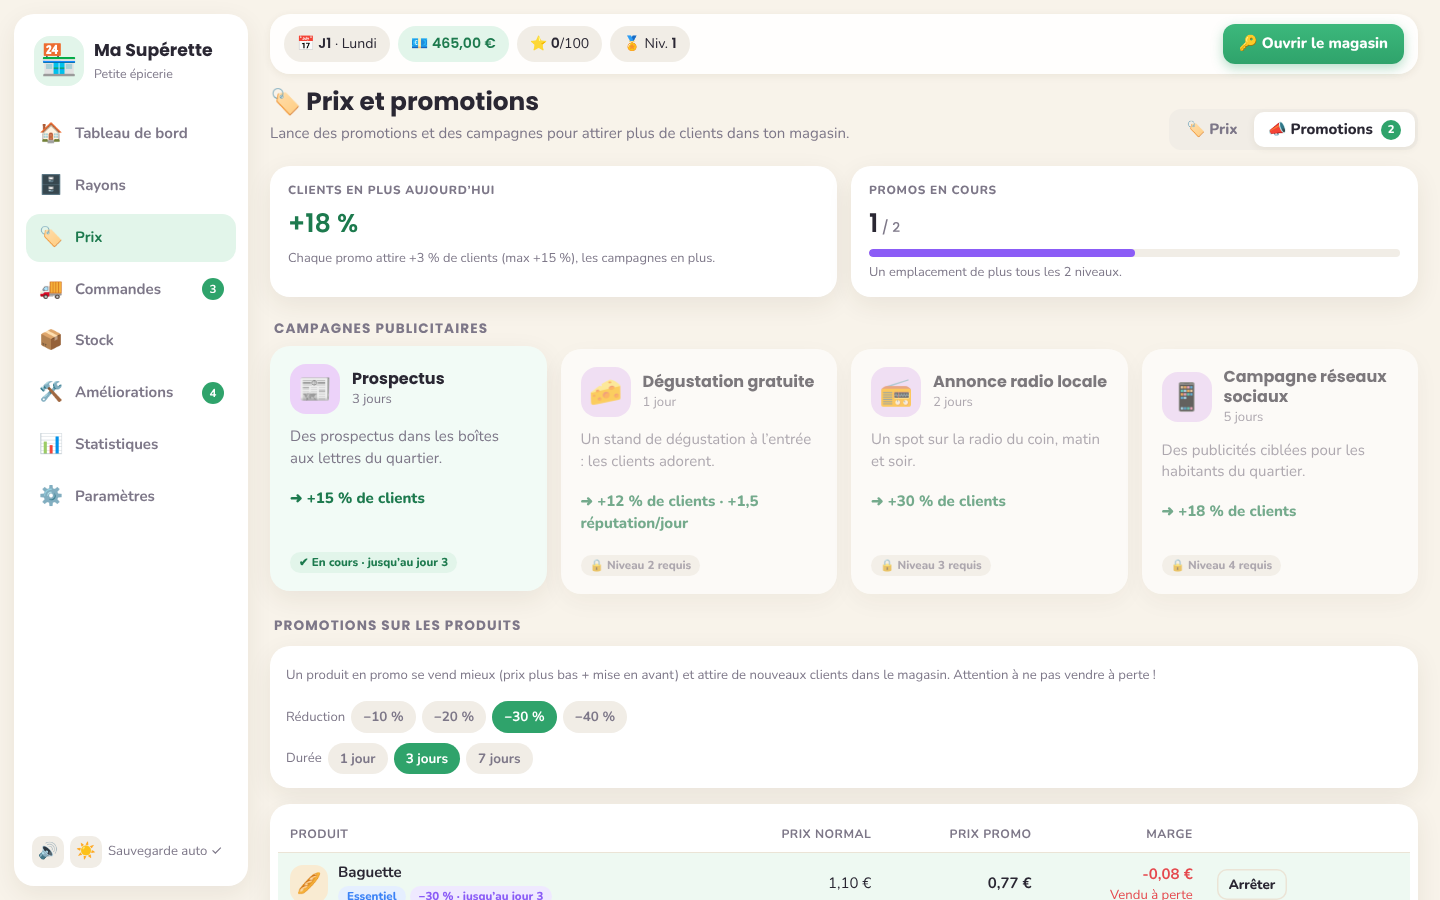 Ma Supérette
Petite épicerie
Tableau de bord
Rayons
Prix
Commandes 3
Stock
Améliorations 4
Statistiques
Paramètres
Sauvegarde auto ✓
J1 · Lundi
465,00 €
0/100
Niv. 1
Ouvrir le magasin
Prix et promotions
Lance des promotions et des campagnes pour attirer plus de clients dans ton magasin.
Prix
Promotions 2
CLIENTS EN PLUS AUJOURD'HUI
+18 %
Chaque promo attire +3 % de clients (max +15 %), les campagnes en plus.
PROMOS EN COURS
1 / 2
Un emplacement de plus tous les 2 niveaux.
CAMPAGNES PUBLICITAIRES
Prospectus
3 jours
Des prospectus dans les boîtes
aux lettres du quartier.
➜ +15 % de clients
✔ En cours · jusqu'au jour 3
Dégustation gratuite
1 jour
Un stand de dégustation à l'entrée
: les clients adorent.
➜ +12 % de clients · +1,5
réputation/jour
Niveau 2 requis
Annonce radio locale
2 jours
Un spot sur la radio du coin, matin
et soir.
➜ +30 % de clients
Niveau 3 requis
Campagne réseaux
sociaux
5 jours
Des publicités ciblées pour les
habitants du quartier.
➜ +18 % de clients
Niveau 4 requis
PROMOTIONS SUR LES PRODUITS
Un produit en promo se vend mieux (prix plus bas + mise en avant) et attire de nouveaux clients dans le magasin. Attention à ne pas vendre à perte !
Réduction −10 % −20 % −30 % −40 %
Durée 1 jour 3 jours 7 jours
PRODUIT PRIX NORMAL PRIX PROMO MARGE
Baguette
Essentiel −30 % · jusqu'au jour 3
1,10 € 0,77 € -0,08 €
Vendu à perte
Arrêter